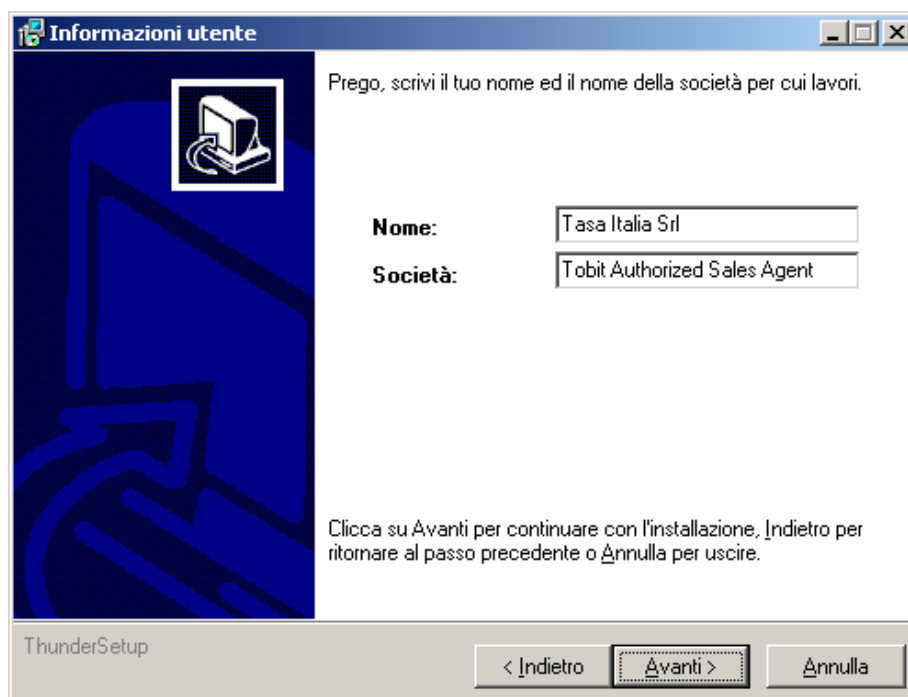 Informazioni utente
Prego, scrivi il tuo nome ed il nome della società per cui lavori.
Nome:
Tasa Italia Srl
Società:
Tobit Authorized Sales Agent
Clicca su Avanti per continuare con l'installazione, Indietro per
ritornare al passo precedente o Annulla per uscire.
ThunderSetup
< Indietro
Avanti >
Annulla